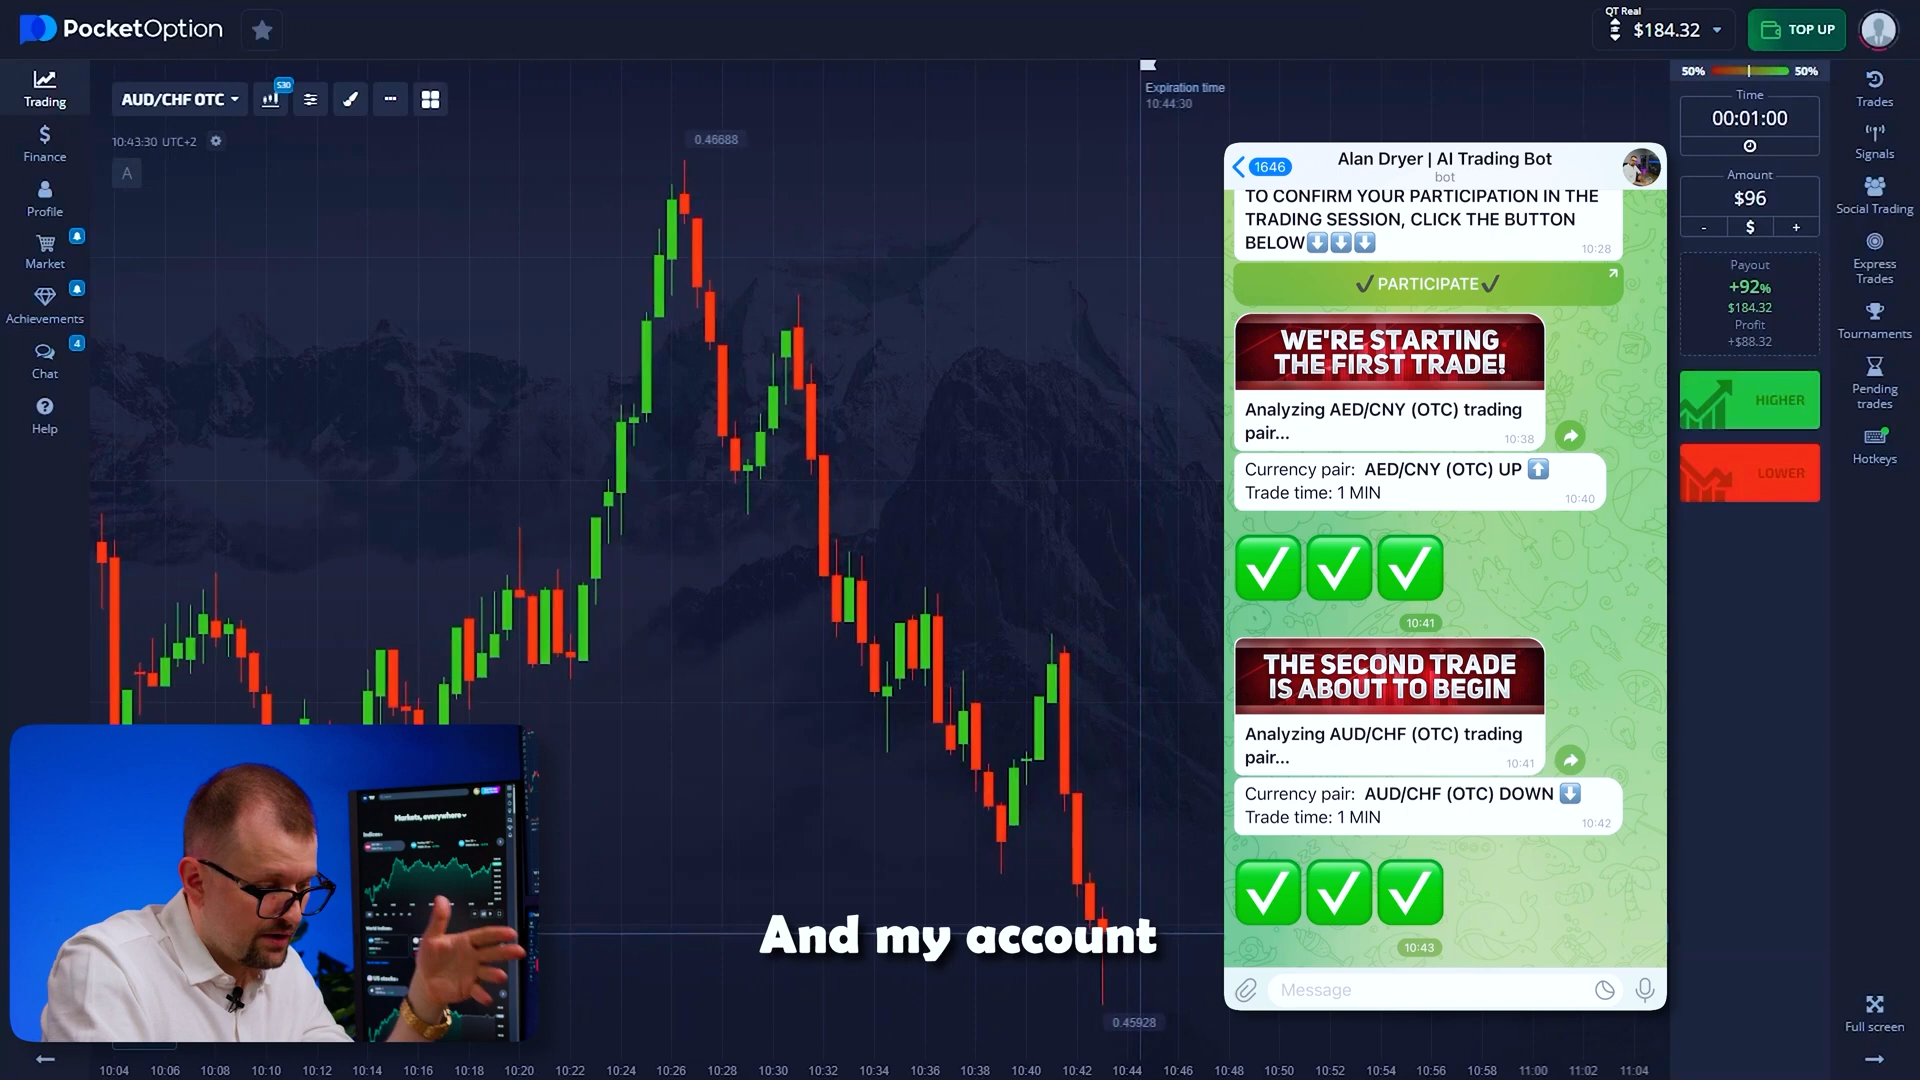 PocketOption
QT Real
$184.32
TOP UP
Trading
Finance
Profile
Market
Achievements
4
Chat
Help
AUD/CHF OTC
S30
10:43:30 UTC+2
A
0.46688
Expiration time
10:44:30
0.45928
1646
Alan Dryer | AI Trading Bot
bot
TO CONFIRM YOUR PARTICIPATION IN THE
TRADING SESSION, CLICK THE BUTTON
BELOW⬇️⬇️⬇️
10:28
✓PARTICIPATE✓
WE'RE STARTING
THE FIRST TRADE!
Analyzing AED/CNY (OTC) trading
pair...
10:38
Currency pair: AED/CNY (OTC) UP ⬆️
Trade time: 1 MIN
10:40
✅✅✅
10:41
THE SECOND TRADE
IS ABOUT TO BEGIN
Analyzing AUD/CHF (OTC) trading
pair...
10:41
Currency pair: AUD/CHF (OTC) DOWN ⬇️
Trade time: 1 MIN
10:42
✅✅✅
10:43
Message
50%
50%
Time
00:01:00
Amount
$96
- $ +
Payout
+92%
$184.32
Profit
+$88.32
HIGHER
LOWER
Trades
Signals
Social Trading
Express
Trades
Tournaments
Pending
trades
Hotkeys
Full screen
Markets, everywhere
And my account
10:04 10:06 10:08 10:10 10:12 10:14 10:16 10:18 10:20 10:22 10:24 10:26 10:28 10:30 10:32 10:34 10:36 10:38 10:40 10:42 10:44 10:46 10:48 10:50 10:52 10:54 10:56 10:58 11:00 11:02 11:04